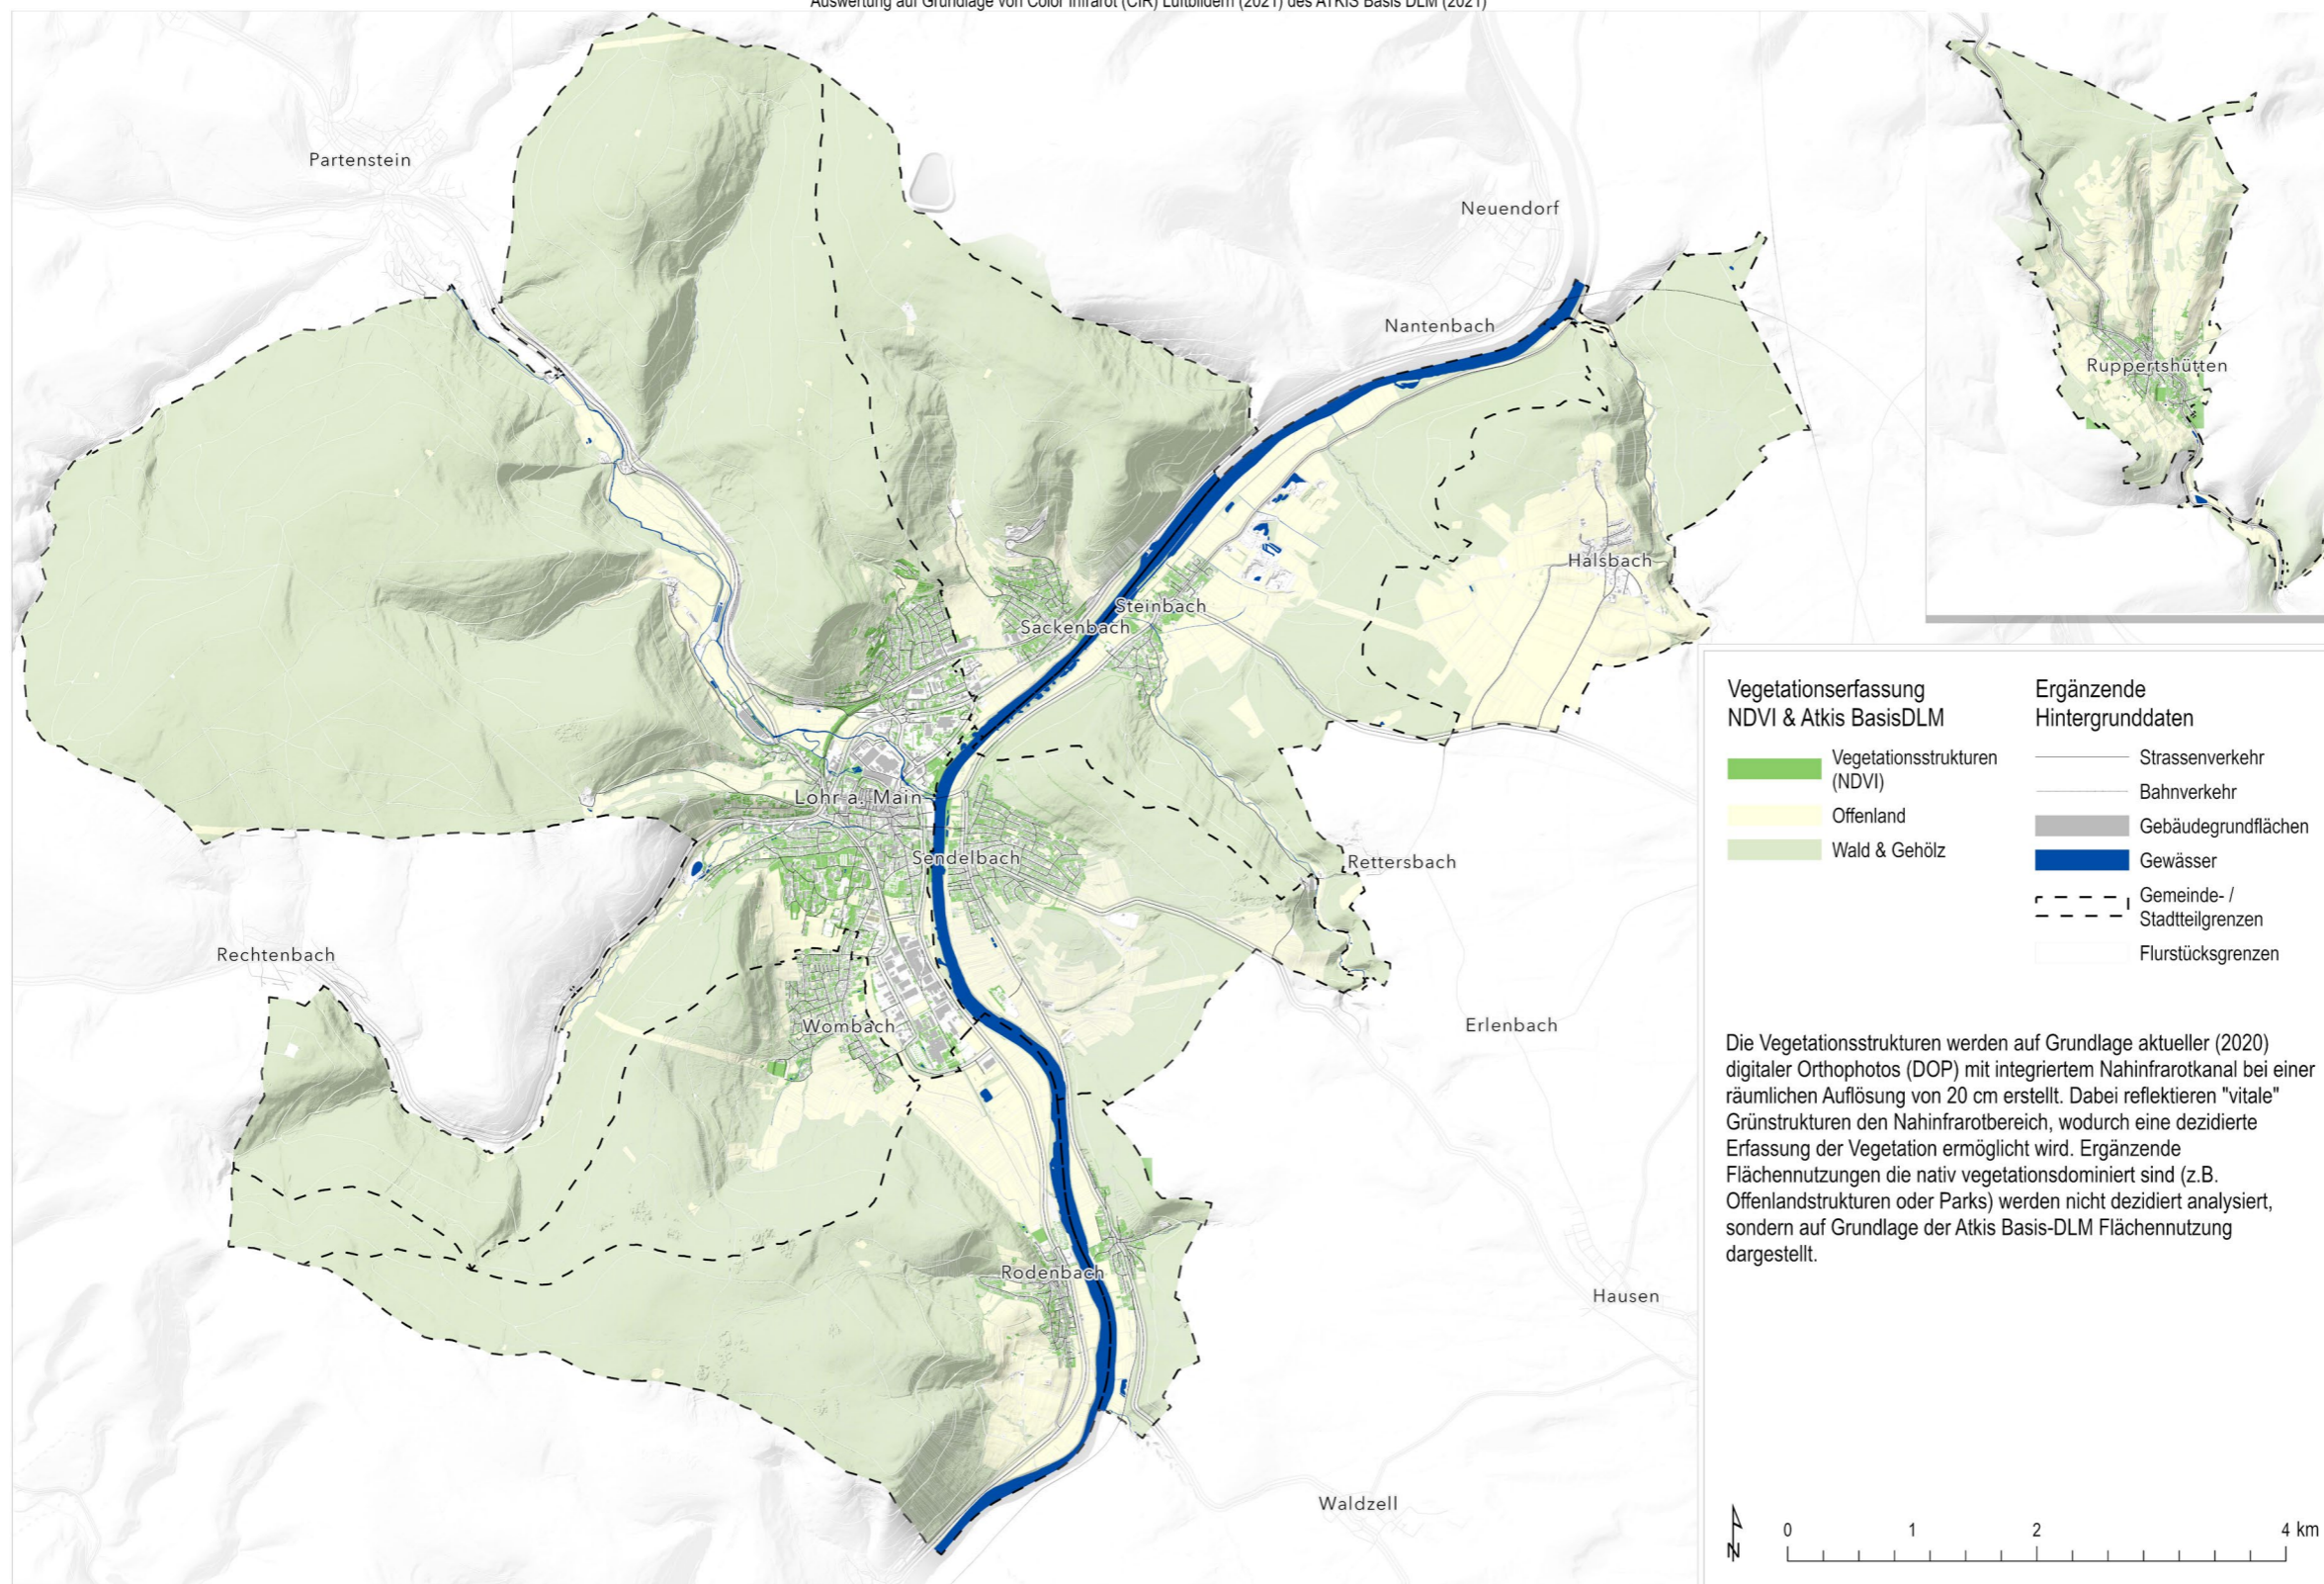 Auswertung auf Grundlage von Color Infrarot (CIR) Luftbildern (2021) des ATKIS Basis DLM (2021)
Partenstein
Neuendorf
Nantenbach
Ruppertshütten
Halsbach
Steinbach
Sackenbach
Lohr a. Main
Sendelbach
Rettersbach
Rechtenbach
Wombach
Erlenbach
Rodenbach
Hausen
Waldzell
Vegetationserfassung
NDVI & Atkis BasisDLM
Vegetationsstrukturen
(NDVI)
Offenland
Wald & Gehölz
Ergänzende
Hintergrunddaten
Strassenverkehr
Bahnverkehr
Gebäudegrundflächen
Gewässer
Gemeinde- /
Stadtteilgrenzen
Flurstücksgrenzen
Die Vegetationsstrukturen werden auf Grundlage aktueller (2020)
digitaler Orthophotos (DOP) mit integriertem Nahinfrarotkanal bei einer
räumlichen Auflösung von 20 cm erstellt. Dabei reflektieren "vitale"
Grünstrukturen den Nahinfrarotbereich, wodurch eine dezidierte
Erfassung der Vegetation ermöglicht wird. Ergänzende
Flächennutzungen die nativ vegetationsdominiert sind (z.B.
Offenlandstrukturen oder Parks) werden nicht dezidiert analysiert,
sondern auf Grundlage der Atkis Basis-DLM Flächennutzung
dargestellt.
N
0 1 2 4 km